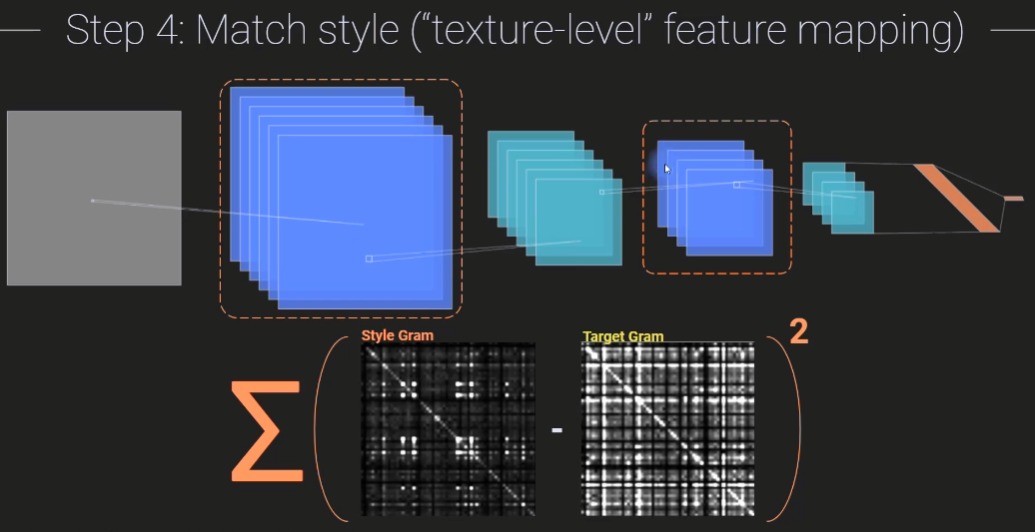 Step 4: Match style (“texture-level” feature mapping)
Style Gram
Target Gram
2
Σ
-